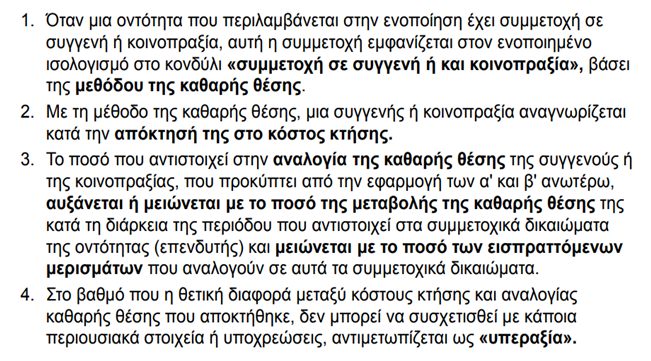 1. Όταν μια οντότητα που περιλαμβάνεται στην ενοποίηση έχει συμμετοχή σε
συγγενή ή κοινοπραξία, αυτή η συμμετοχή εμφανίζεται στον ενοποιημένο
ισολογισμό στο κονδύλι «συμμετοχή σε συγγενή ή και κοινοπραξία», βάσει
της μεθόδου της καθαρής θέσης.
2. Με τη μέθοδο της καθαρής θέσης, μια συγγενής ή κοινοπραξία αναγνωρίζεται
κατά την απόκτησή της στο κόστος κτήσης.
3. Το ποσό που αντιστοιχεί στην αναλογία της καθαρής θέσης της συγγενούς ή
της κοινοπραξίας, που προκύπτει από την εφαρμογή των α' και β' ανωτέρω,
αυξάνεται ή μειώνεται με το ποσό της μεταβολής της καθαρής θέσης της
κατά τη διάρκεια της περιόδου που αντιστοιχεί στα συμμετοχικά δικαιώματα
της οντότητας (επενδυτής) και μειώνεται με το ποσό των εισπραττόμενων
μερισμάτων που αναλογούν σε αυτά τα συμμετοχικά δικαιώματα.
4. Στο βαθμό που η θετική διαφορά μεταξύ κόστους κτήσης και αναλογίας
καθαρής θέσης που αποκτήθηκε, δεν μπορεί να συσχετισθεί με κάποια
περιουσιακά στοιχεία ή υποχρεώσεις, αντιμετωπίζεται ως «υπεραξία».